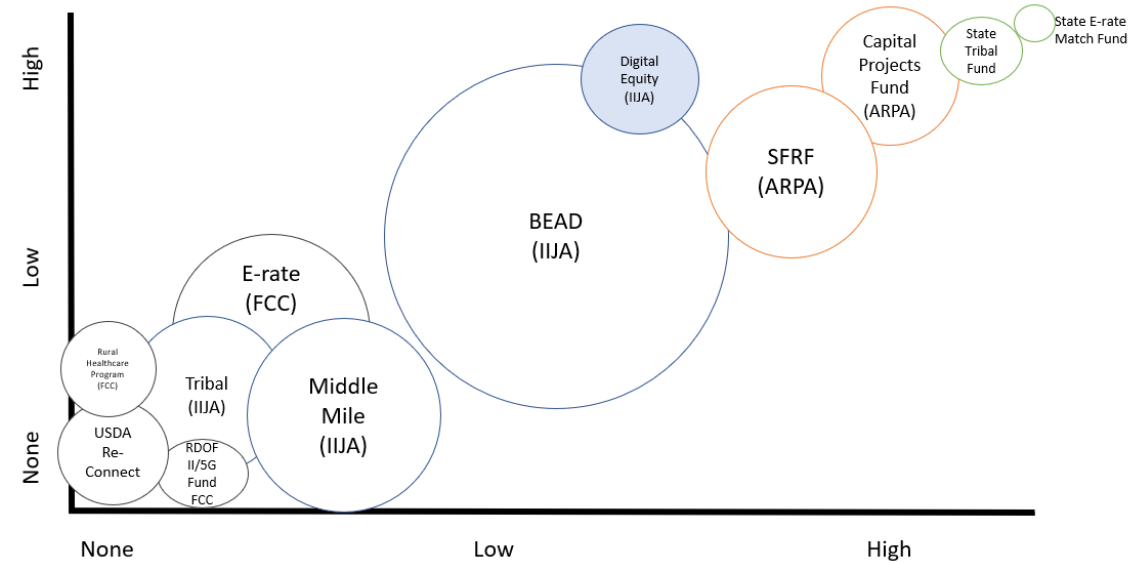 High
Low
None
State E-rate
Match Fund
State
Tribal
Fund
Capital
Projects
Fund
(ARPA)
Digital
Equity
(IIJA)
SFRF
(ARPA)
BEAD
(IIJA)
E-rate
(FCC)
Rural
Healthcare
Program
(FCC)
Tribal
(IIJA)
Middle
Mile
(IIJA)
USDA
Re-
Connect
RDOF
II/5G
Fund
FCC
None
Low
High